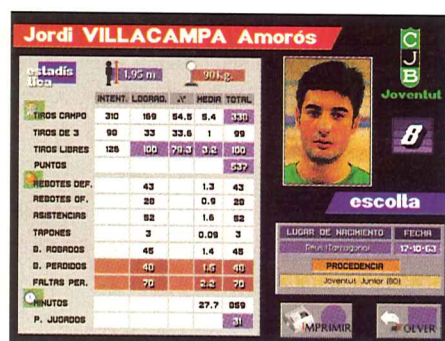 Jordi VILLACAMPA Amorós
estadís
tica
1,95 m
90Kg.
INTENT. LOGRAD. % MEDIA TOTAL
TIROS CAMPO 310 169 54.5 5.4 338
TIROS DE 3 98 33 33.6 1 99
TIROS LIBRES 126 100 79.3 3.2 100
PUNTOS 537
REBOTES DEF. 43 1.3 43
REBOTES OF. 28 0.9 28
ASISTENCIAS 52 1.6 52
TAPONES 3 0.09 3
B. ROBADOS 45 1.4 45
B. PERDIDOS 48 1.5 48
FALTAS PER. 70 2.2 70
MINUTOS 27.7 859
P. JUGADOS 31
CJB
Joventut
8
escolta
LUGAR DE NACIMIENTO FECHA
Reus (Tarragona) 17-10-63
PROCEDENCIA
Joventut Junior (80)
IMPRIMIR
VOLVER